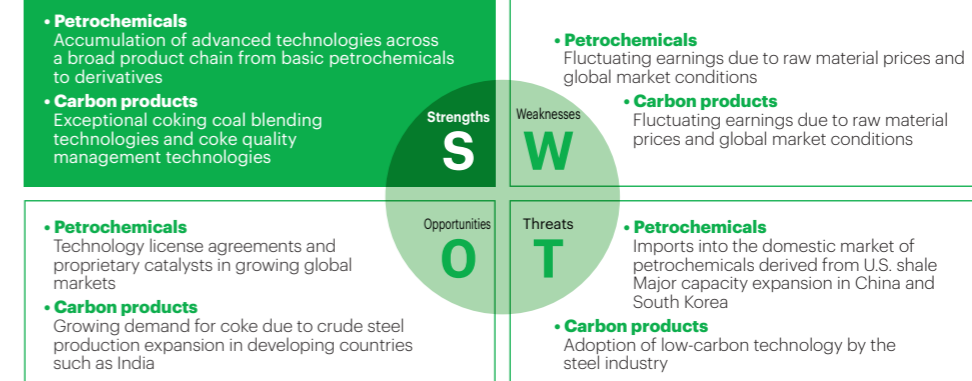 • Petrochemicals
Accumulation of advanced technologies across
a broad product chain from basic petrochemicals
to derivatives
• Carbon products
Exceptional coking coal blending
technologies and coke quality
management technologies
Strengths
S
• Petrochemicals
Fluctuating earnings due to raw material prices and
global market conditions
• Carbon products
Fluctuating earnings due to raw material
prices and global market conditions
Weaknesses
W
• Petrochemicals
Technology license agreements and
proprietary catalysts in growing global
markets
• Carbon products
Growing demand for coke due to crude steel
production expansion in developing countries
such as India
Opportunities
O
Threats
T
• Petrochemicals
Imports into the domestic market of
petrochemicals derived from U.S. shale
Major capacity expansion in China and
South Korea
• Carbon products
Adoption of low-carbon technology by the
steel industry